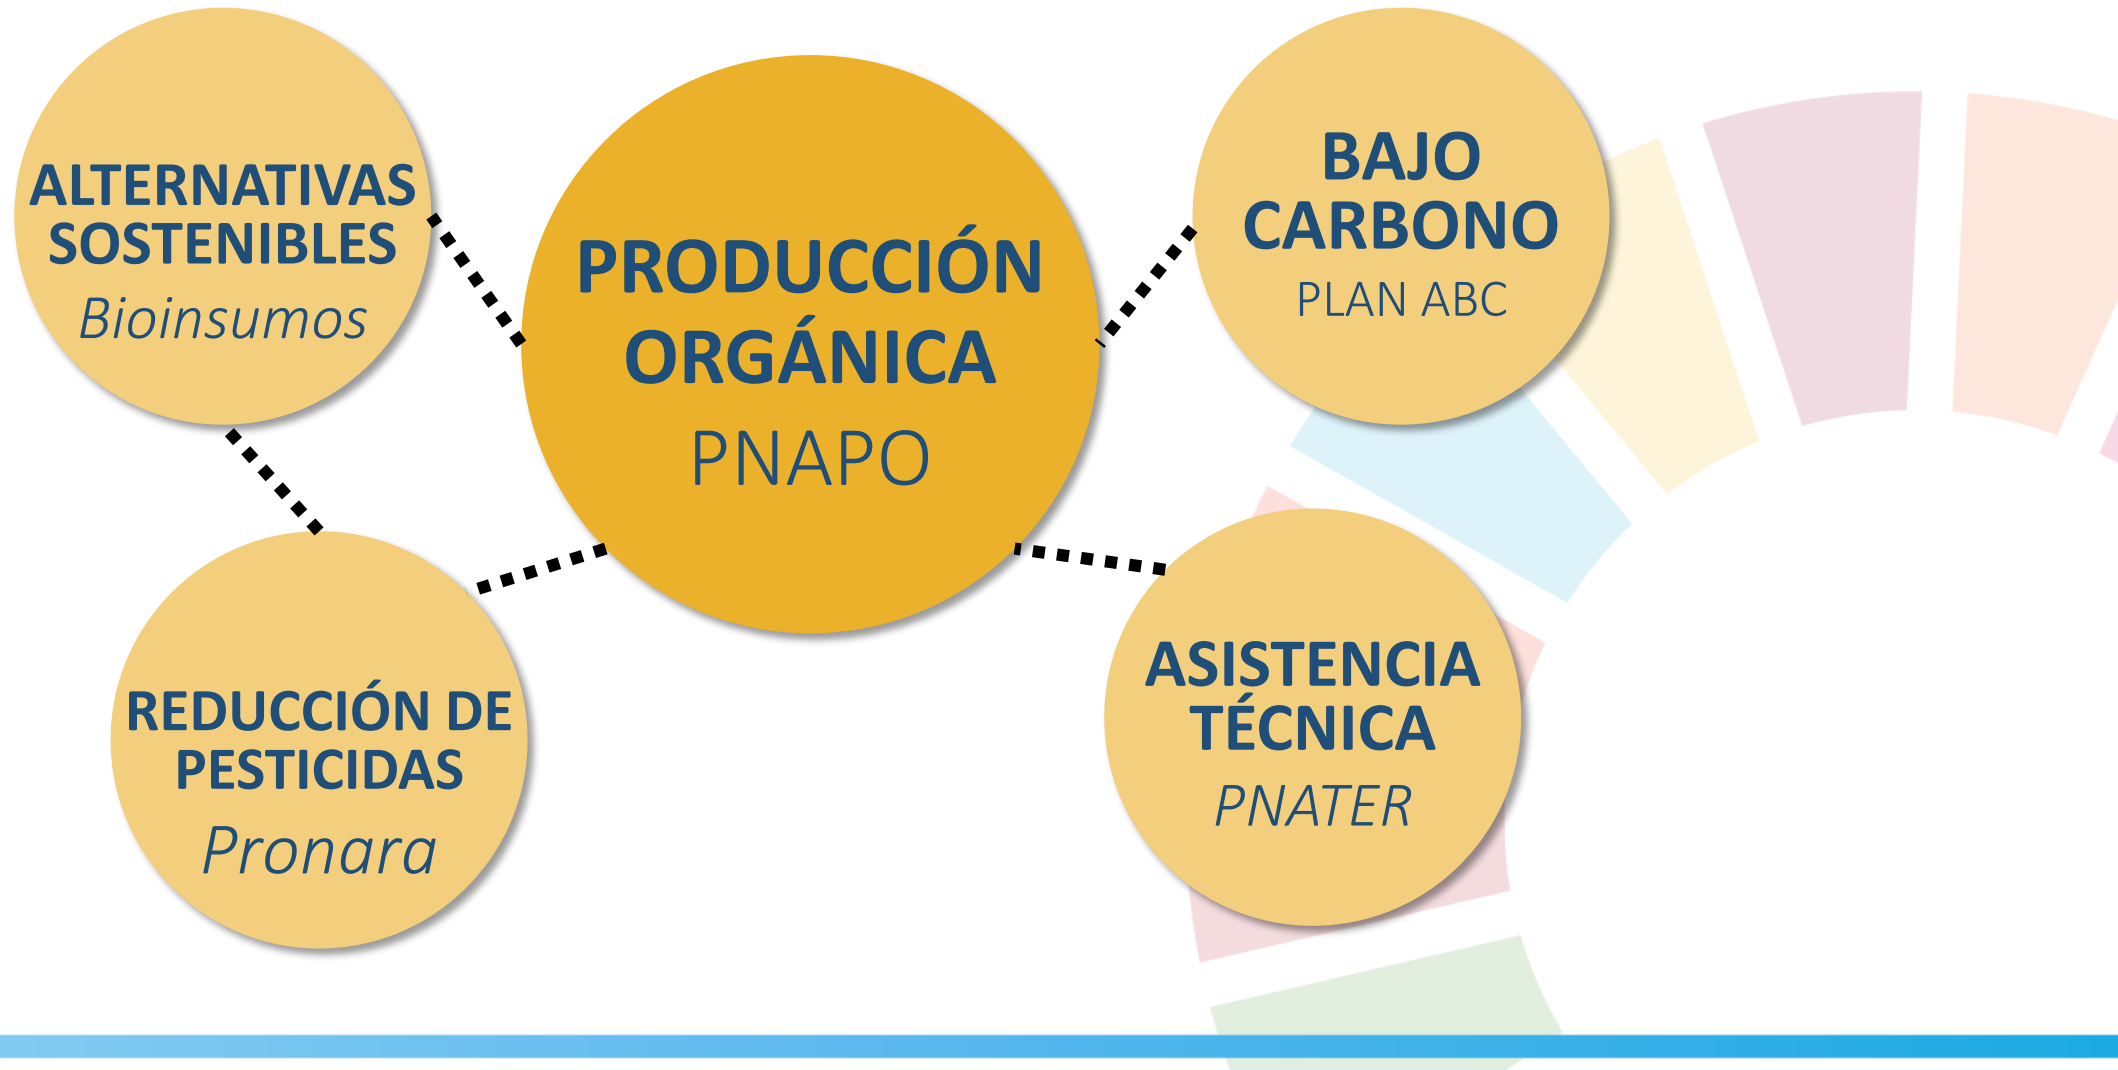 ALTERNATIVAS
SOSTENIBLES
Bioinsumos
PRODUCCIÓN
ORGÁNICA
PNAPO
BAJO
CARBONO
PLAN ABC
REDUCCIÓN DE
PESTICIDAS
Pronara
ASISTENCIA
TÉCNICA
PNATER